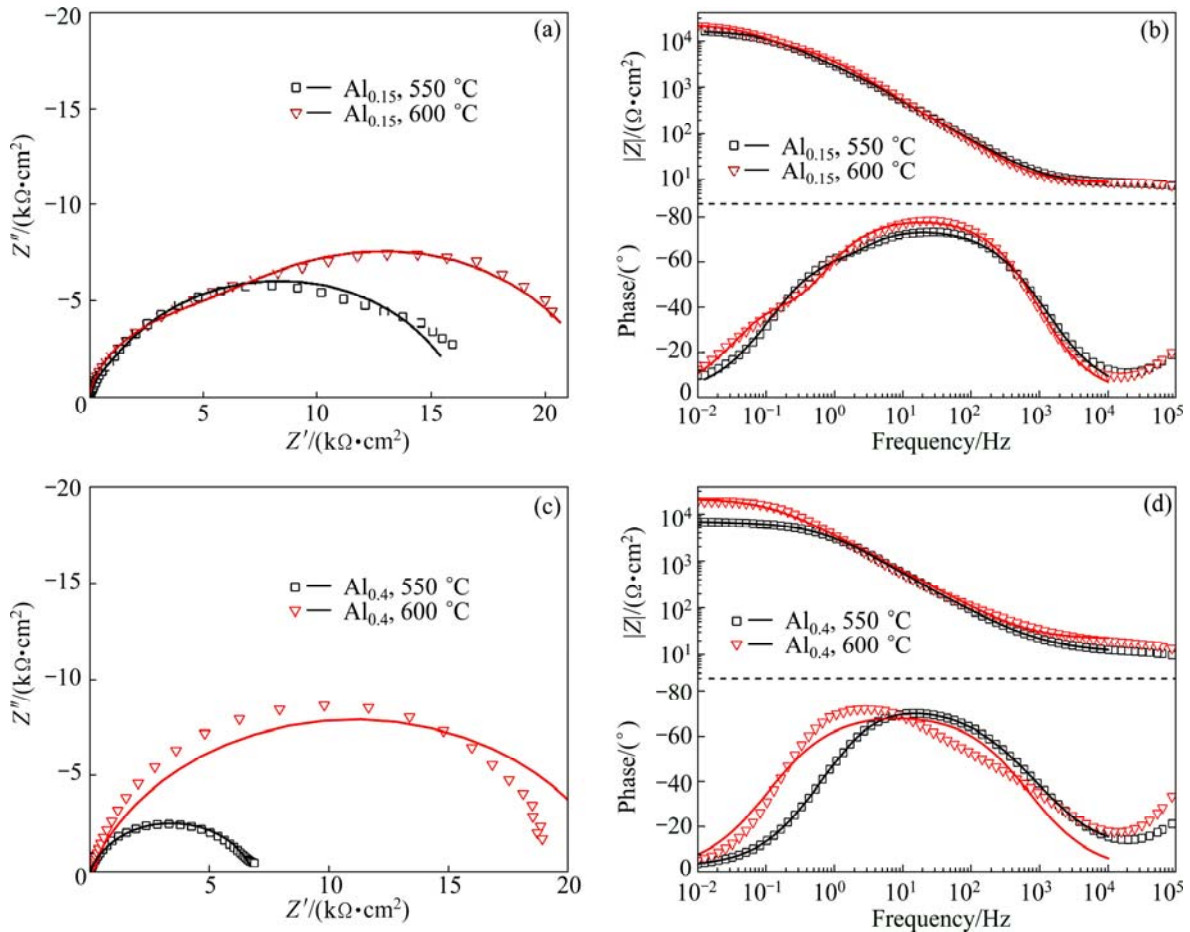 (a)
−20
−15
−10
−5
0
Z″/(kΩ•cm²)
Al₀.₁₅, 550 °C
Al₀.₁₅, 600 °C
0 5 10 15 20
Z′/(kΩ•cm²)
(b)
10⁴
10³
10²
10¹
|Z|/(Ω•cm²)
Al₀.₁₅, 550 °C
Al₀.₁₅, 600 °C
−80
−60
−40
−20
0
Phase/(°)
10⁻² 10⁻¹ 10⁰ 10¹ 10² 10³ 10⁴ 10⁵
Frequency/Hz
(c)
−20
−15
−10
−5
0
Z″/(kΩ•cm²)
Al₀.₄, 550 °C
Al₀.₄, 600 °C
0 5 10 15 20
Z′/(kΩ•cm²)
(d)
10⁴
10³
10²
10¹
|Z|/(Ω•cm²)
Al₀.₄, 550 °C
Al₀.₄, 600 °C
−80
−60
−40
−20
0
Phase/(°)
10⁻² 10⁻¹ 10⁰ 10¹ 10² 10³ 10⁴ 10⁵
Frequency/Hz